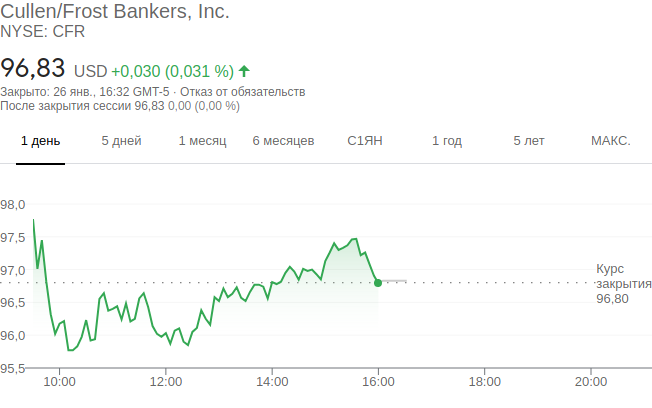 Cullen/Frost Bankers, Inc.
NYSE: CFR
96,83 USD +0,030 (0,031 %)
Закрыто: 26 янв., 16:32 GMT-5 · Отказ от обязательств
После закрытия сессии 96,83 0,00 (0,00 %)
1 день 5 дней 1 месяц 6 месяцев С1ЯН 1 год 5 лет МАКС.
98,0
97,5
97,0
96,5
96,0
95,5
Курс
закрытия
96,80
10:00 12:00 14:00 16:00 18:00 20:00